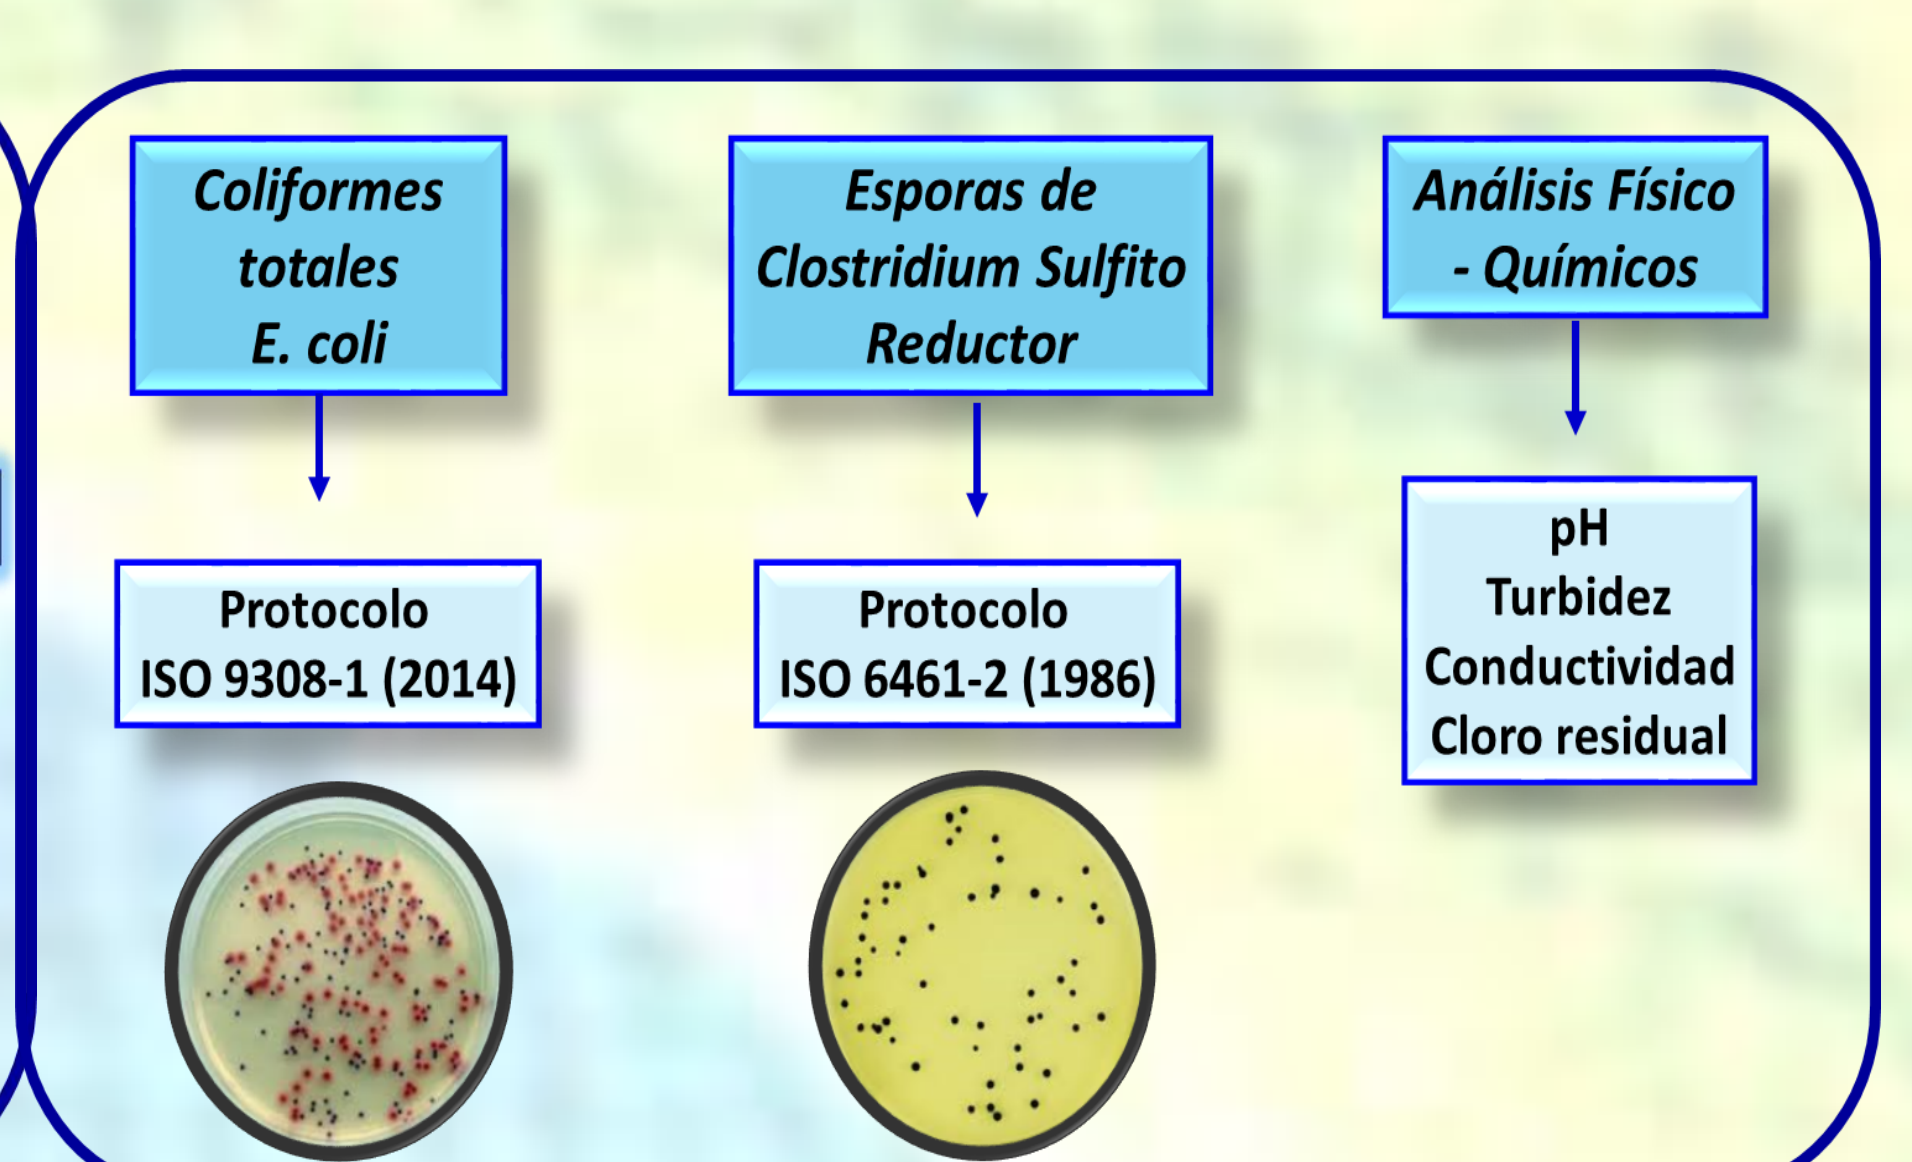 Coliformes
totales
E. coli
Protocolo
ISO 9308-1 (2014)
Esporas de
Clostridium Sulfito
Reductor
Protocolo
ISO 6461-2 (1986)
Análisis Físico
- Químicos
pH
Turbidez
Conductividad
Cloro residual